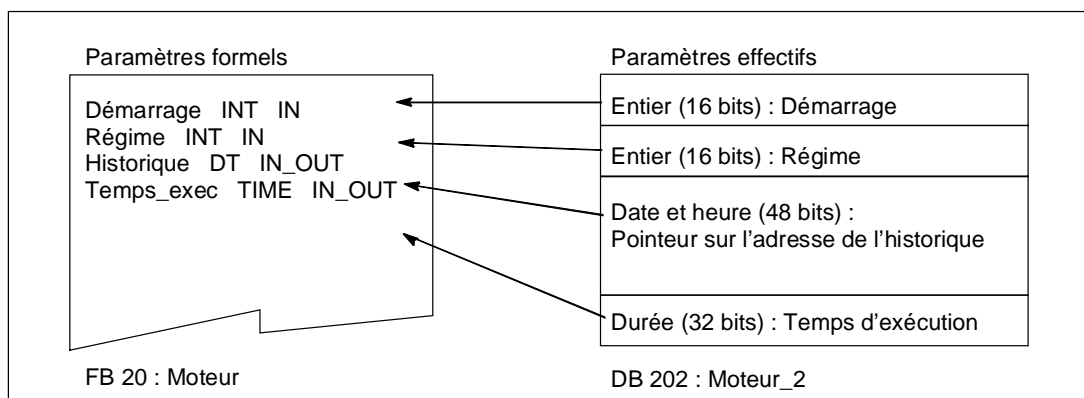 Paramètres formels
Démarrage INT IN
Régime INT IN
Historique DT IN_OUT
Temps_exec TIME IN_OUT
FB 20 : Moteur
Paramètres effectifs
Entier (16 bits) : Démarrage
Entier (16 bits) : Régime
Date et heure (48 bits) :
Pointeur sur l'adresse de l'historique
Durée (32 bits) : Temps d'exécution
DB 202 : Moteur_2